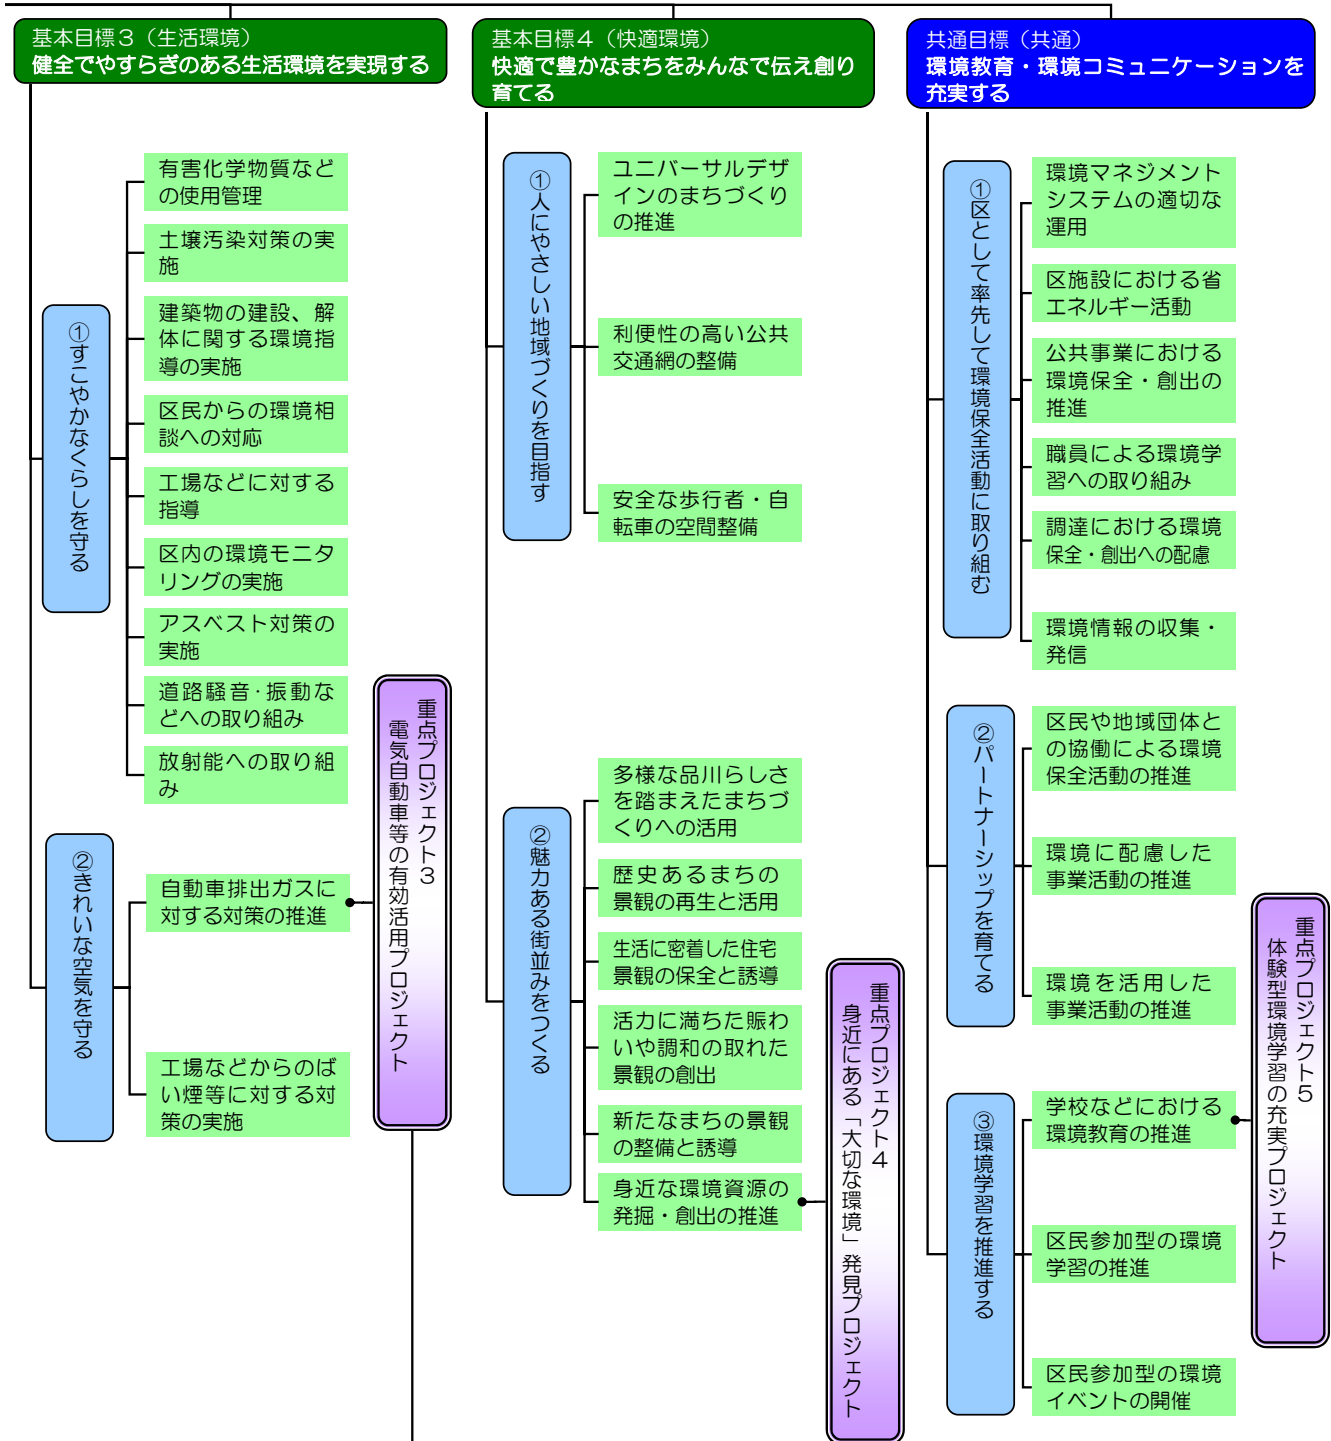 基本目標３（生活環境）
健全でやすらぎのある生活環境を実現する
①すこやかなくらしを守る
有害化学物質など
の使用管理
土壌汚染対策の実
施
建築物の建設、解
体に関する環境指
導の実施
区民からの環境相
談への対応
工場などに対する
指導
区内の環境モニタ
リングの実施
アスベスト対策の
実施
道路騒音・振動な
どへの取り組み
放射能への取り組
み
②きれいな空気を守る
自動車排出ガスに
対する対策の推進
工場などからのば
い煙等に対する対
策の実施
重点プロジェクト３
電気自動車等の有効活用プロジェクト
基本目標４（快適環境）
快適で豊かなまちをみんなで伝え創り
育てる
①人にやさしい地域づくりを目指す
ユニバーサルデザ
インのまちづくり
の推進
利便性の高い公共
交通網の整備
安全な歩行者・自
転車の空間整備
②魅力ある街並みをつくる
多様な品川らしさ
を踏まえたまちづ
くりへの活用
歴史あるまちの
景観の再生と活用
生活に密着した住宅
景観の保全と誘導
活力に満ちた賑わ
いや調和の取れた
景観の創出
新たなまちの景観
の整備と誘導
身近な環境資源の
発掘・創出の推進
重点プロジェクト４
身近にある「大切な環境」発見プロジェクト
共通目標（共通）
環境教育・環境コミュニケーションを
充実する
①区として率先して環境保全活動に取り組む
環境マネジメント
システムの適切な
運用
区施設における省
エネルギー活動
公共事業における
環境保全・創出の
推進
職員による環境学
習への取り組み
調達における環境
保全・創出への配慮
環境情報の収集・
発信
②パートナーシップを育てる
区民や地域団体と
の協働による環境
保全活動の推進
環境に配慮した
事業活動の推進
環境を活用した
事業活動の推進
③環境学習を推進する
学校などにおける
環境教育の推進
区民参加型の環境
学習の推進
区民参加型の環境
イベントの開催
重点プロジェクト５
体験型環境学習の充実プロジェクト